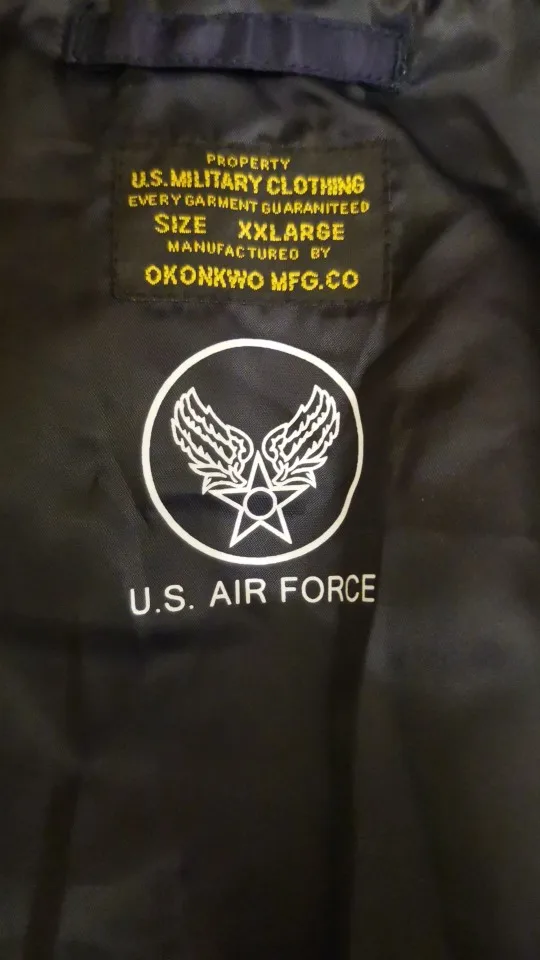 PROPERTY
U.S.MILITARY CLOTHING
EVERY GARMENT GUARANITEED
SIZE XXLARGE
MANUFACTURED BY
OKONKWO MFG.CO
U.S. AIR FORCE